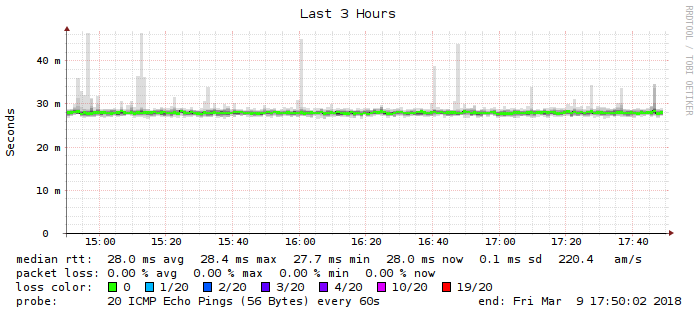 Last 3 Hours
RRDTOOL / TOBI OETIKER
Seconds
40 m
30 m
20 m
10 m
0
15:00 15:20 15:40 16:00 16:20 16:40 17:00 17:20 17:40
median rtt: 28.0 ms avg 28.4 ms max 27.7 ms min 28.0 ms now 0.1 ms sd 220.4 am/s
packet loss: 0.00 % avg 0.00 % max 0.00 % min 0.00 % now
loss color: 0 1/20 2/20 3/20 4/20 10/20 19/20
probe: 20 ICMP Echo Pings (56 Bytes) every 60s end: Fri Mar 9 17:50:02 2018